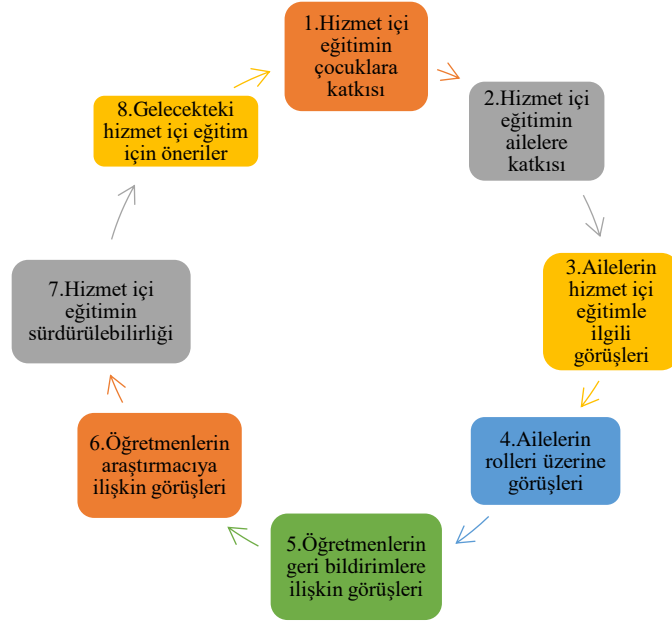 1.Hizmet içi
eğitimin
çocuklara
katkısı
2.Hizmet içi
eğitimin
ailelere
katkısı
3.Ailelerin
hizmet içi
eğitimle
ilgili
görüşleri
4.Ailelerin
rolleri üzerine
görüşleri
5.Öğretmenlerin
geri bildirimlere
ilişkin görüşleri
6.Öğretmenlerin
araştırmacıya
ilişkin görüşleri
7.Hizmet içi
eğitimin
sürdürülebilirliği
8.Gelecekteki
hizmet içi eğitim
için öneriler